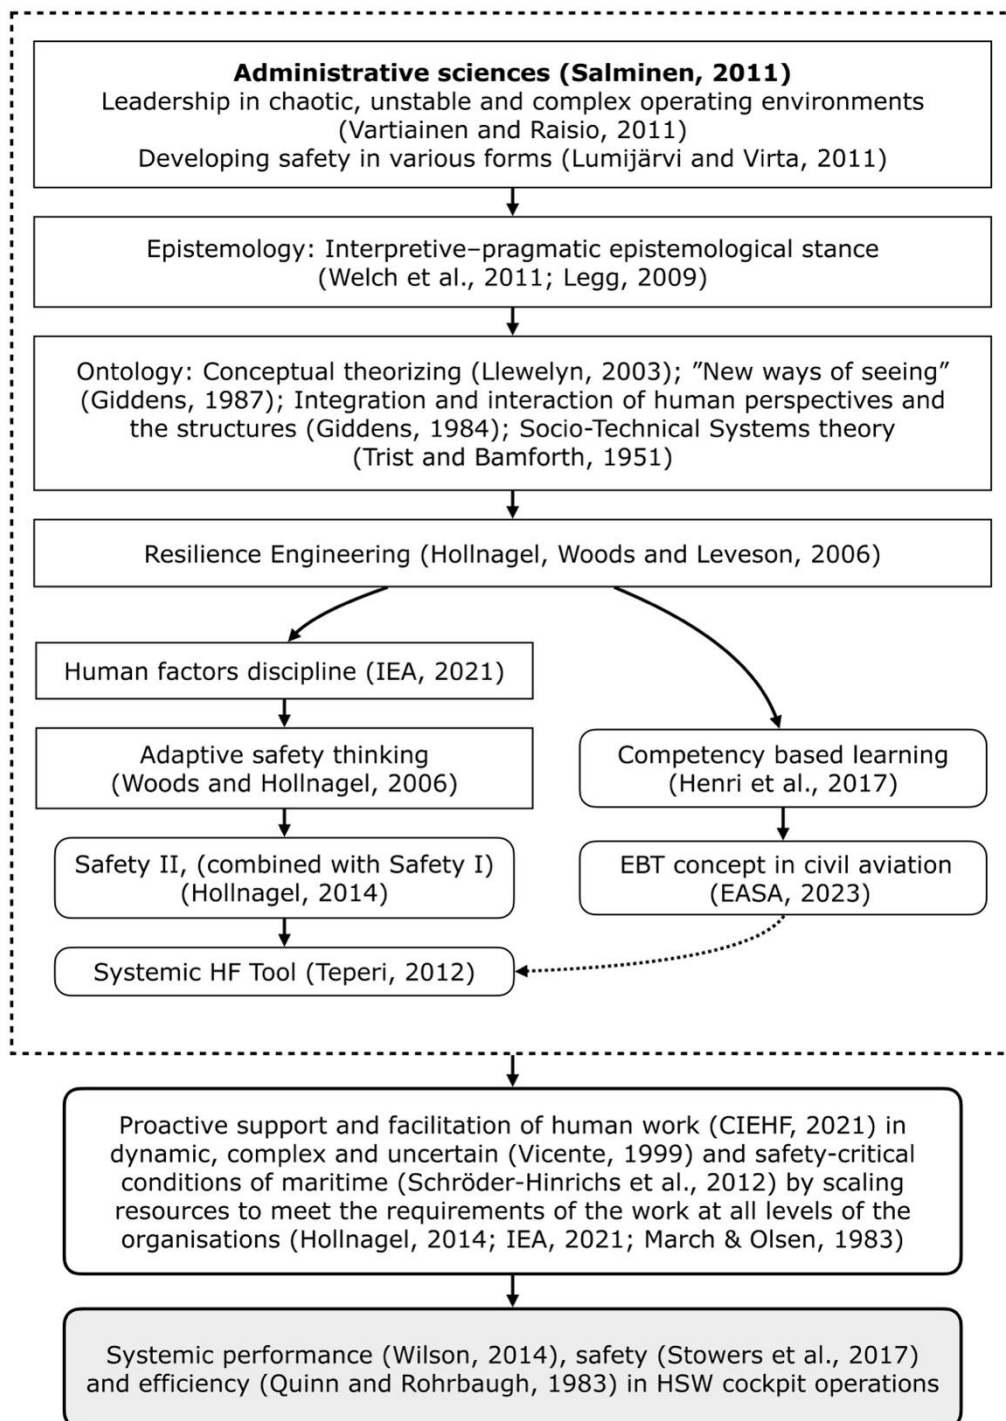 Administrative sciences (Salminen, 2011)
Leadership in chaotic, unstable and complex operating environments
(Vartiainen and Raisio, 2011)
Developing safety in various forms (Lumijärvi and Virta, 2011)
Epistemology: Interpretive–pragmatic epistemological stance
(Welch et al., 2011; Legg, 2009)
Ontology: Conceptual theorizing (Llewelyn, 2003); ”New ways of seeing”
(Giddens, 1987); Integration and interaction of human perspectives and
the structures (Giddens, 1984); Socio-Technical Systems theory
(Trist and Bamforth, 1951)
Resilience Engineering (Hollnagel, Woods and Leveson, 2006)
Human factors discipline (IEA, 2021)
Adaptive safety thinking
(Woods and Hollnagel, 2006)
Safety II, (combined with Safety I)
(Hollnagel, 2014)
Systemic HF Tool (Teperi, 2012)
Competency based learning
(Henri et al., 2017)
EBT concept in civil aviation
(EASA, 2023)
Proactive support and facilitation of human work (CIEHF, 2021) in
dynamic, complex and uncertain (Vicente, 1999) and safety-critical
conditions of maritime (Schröder-Hinrichs et al., 2012) by scaling
resources to meet the requirements of the work at all levels of the
organisations (Hollnagel, 2014; IEA, 2021; March & Olsen, 1983)
Systemic performance (Wilson, 2014), safety (Stowers et al., 2017)
and efficiency (Quinn and Rohrbaugh, 1983) in HSW cockpit operations